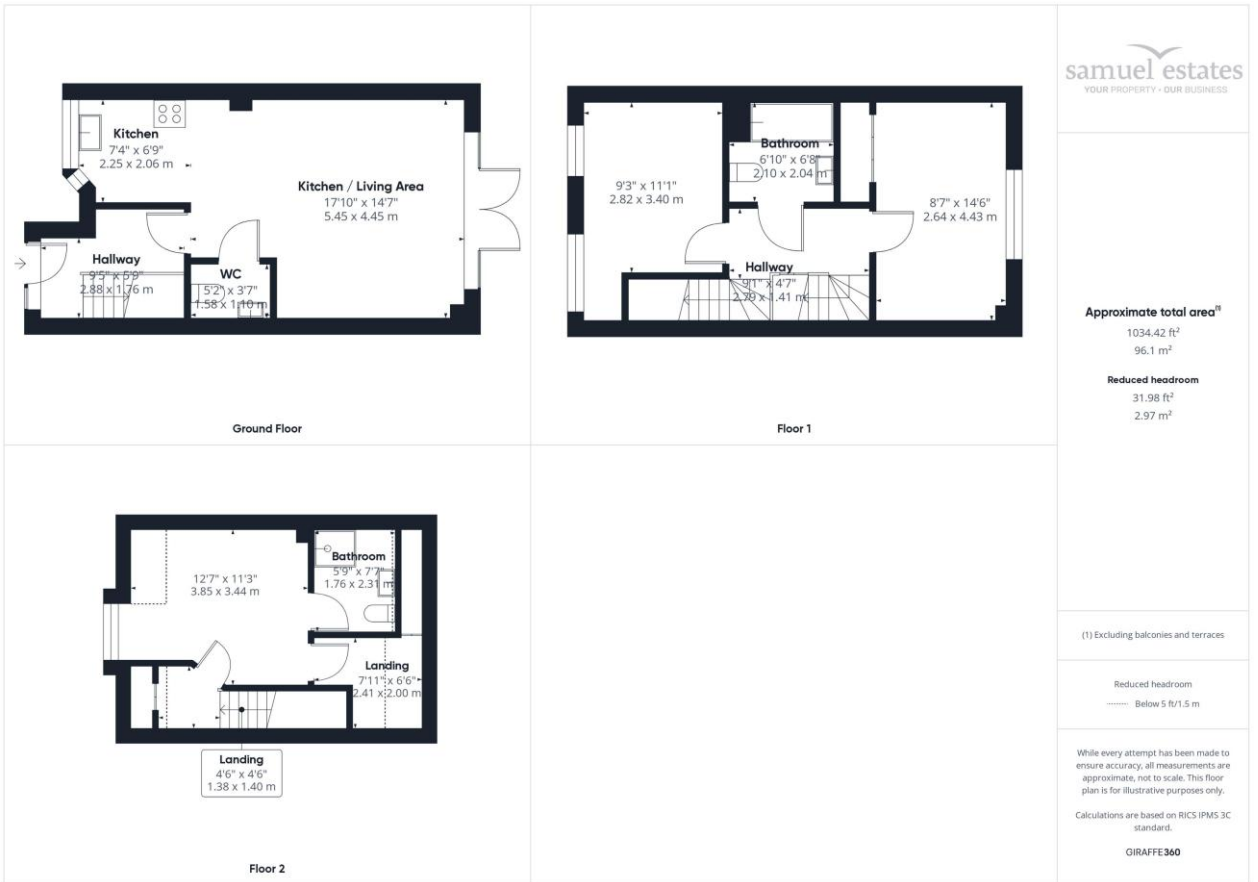 Kitchen
7'4" x 6'9"
2.25 x 2.06 m
Kitchen / Living Area
17'10" x 14'7"
5.45 x 4.45 m
Hallway
9'5" x 5'9"
2.88 x 1.76 m
WC
5'2" x 3'7"
1.58 x 1.10 m
Ground Floor
9'3" x 11'1"
2.82 x 3.40 m
Bathroom
6'10" x 6'8"
2.10 x 2.04 m
8'7" x 14'6"
2.64 x 4.43 m
Hallway
9'1" x 4'7"
2.79 x 1.41 m
Floor 1
12'7" x 11'3"
3.85 x 3.44 m
Bathroom
5'9" x 7'7"
1.76 x 2.31 m
Landing
7'11" x 6'6"
2.41 x 2.00 m
Landing
4'6" x 4'6"
1.38 x 1.40 m
Floor 2
samuel estates
YOUR PROPERTY • OUR BUSINESS
Approximate total area(1)
1034.42 ft²
96.1 m²
Reduced headroom
31.98 ft²
2.97 m²
(1) Excluding balconies and terraces
Reduced headroom
Below 5 ft/1.5 m
While every attempt has been made to
ensure accuracy, all measurements are
approximate, not to scale. This floor
plan is for illustrative purposes only.
Calculations are based on RICS IPMS 3C
standard.
GIRAFFE360